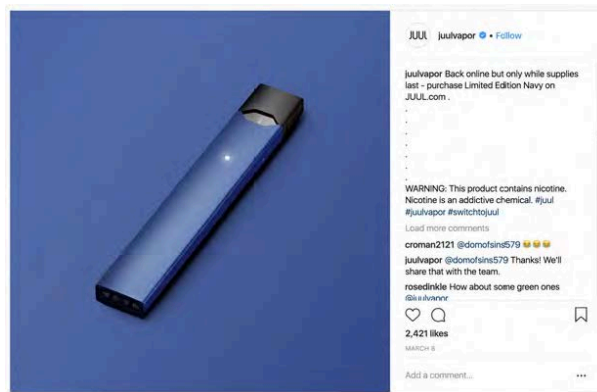 JUUL juulvapor • Follow
juulvapor Back online but only while supplies
last - purchase Limited Edition Navy on
JUUL.com .
.
.
.
.
.
.
WARNING: This product contains nicotine.
Nicotine is an addictive chemical. #juul
#juulvapor #switchtojuul
Load more comments
croman2121 @domofsins579 😂😂😂
juulvapor @domofsins579 Thanks! We'll
share that with the team.
rosedinkle How about some green ones
@juulvapor
2,421 likes
MARCH 8
Add a comment...